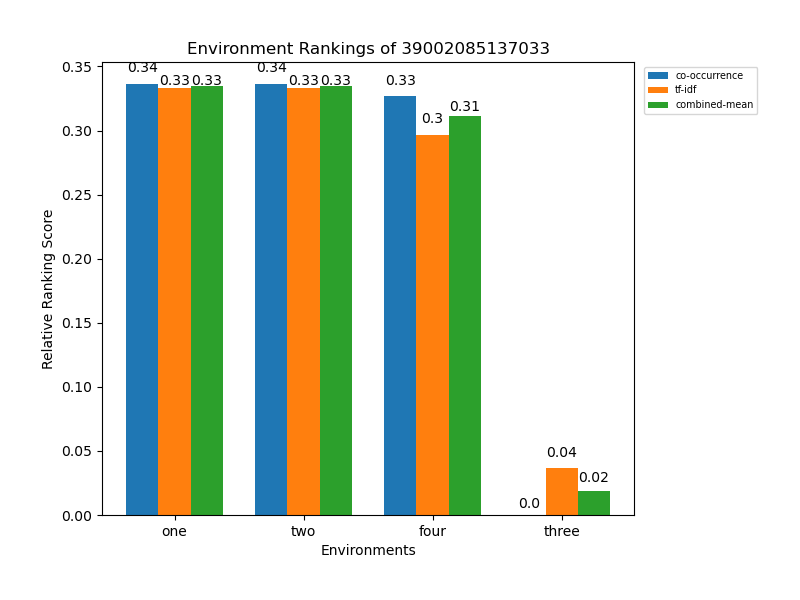 Environment Rankings of 39002085137033
co-occurrence
tf-idf
combined-mean
Relative Ranking Score
0.35
0.30
0.25
0.20
0.15
0.10
0.05
0.00
0.34
0.33
0.33
0.34
0.33
0.33
0.33
0.3
0.31
0.0
0.04
0.02
one
two
four
three
Environments